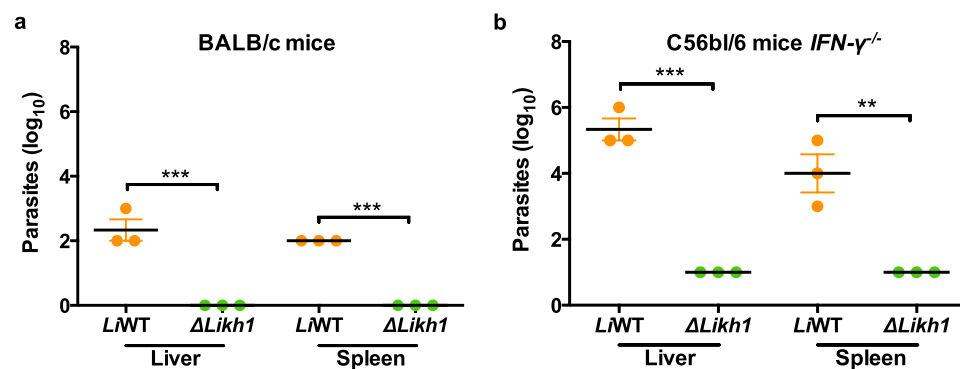 a
BALB/c mice
Parasites (log10)
8
6
4
2
0
***
***
LiWT ΔLikh1 LiWT ΔLikh1
Liver Spleen
b
C56bl/6 mice IFN-γ-/-
Parasites (log10)
8
6
4
2
0
***
**
LiWT ΔLikh1 LiWT ΔLikh1
Liver Spleen